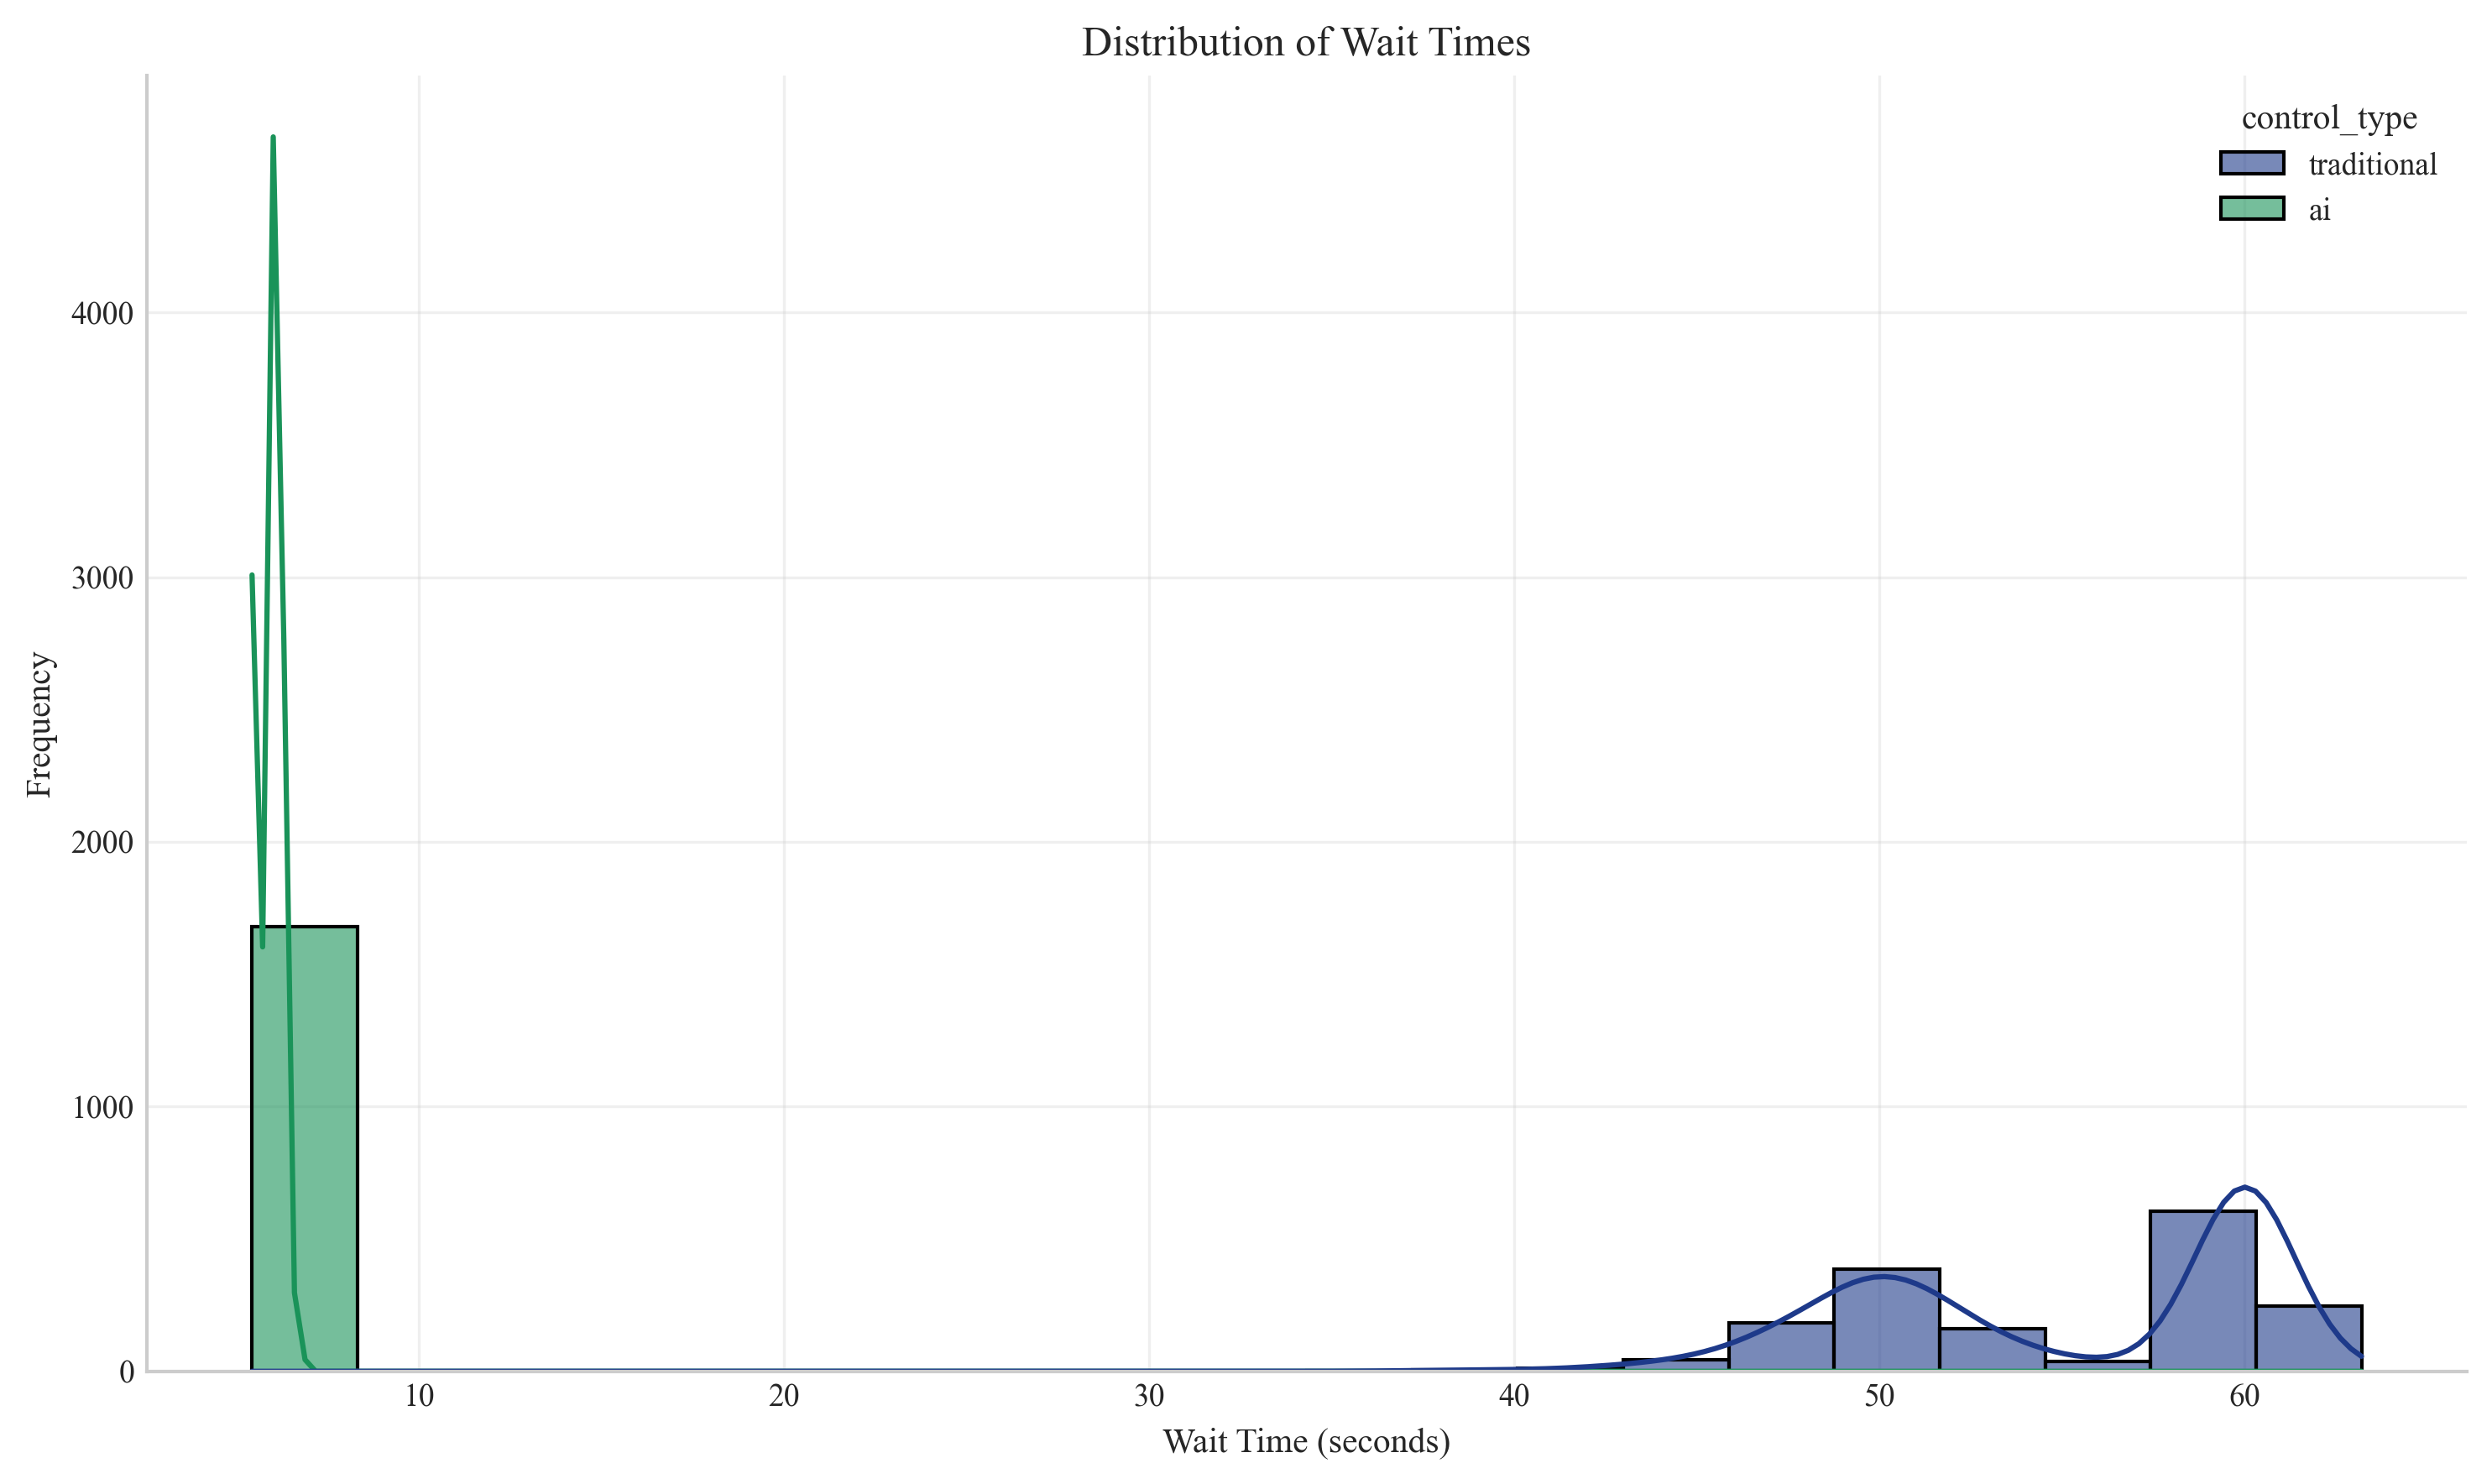 Distribution of Wait Times
control_type
traditional
ai
Frequency
4000
3000
2000
1000
0
10 20 30 40 50 60
Wait Time (seconds)